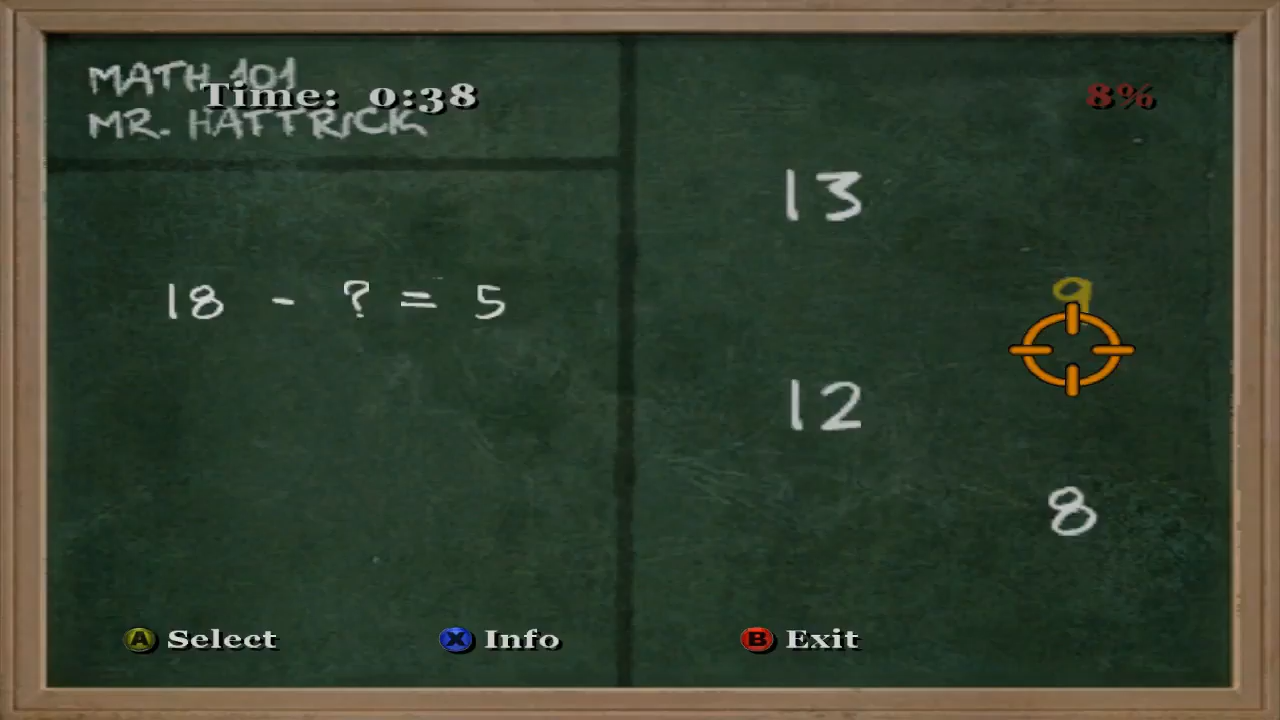 MATH 101
Time: 0:38
MR. HATTRICK
8%
18 - ? = 5
13
9
12
8
A Select
X Info
B Exit